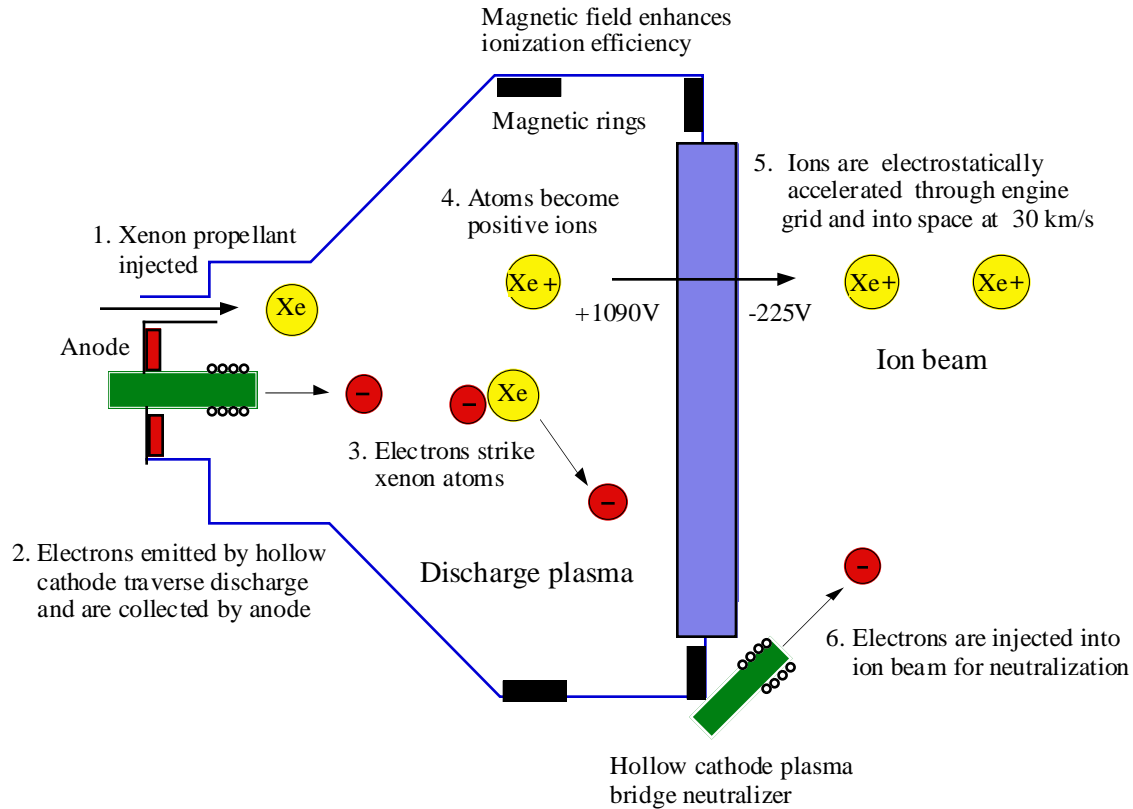 Magnetic field enhances
ionization efficiency
Magnetic rings
5. Ions are electrostatically
accelerated through engine
grid and into space at 30 km/s
4. Atoms become
positive ions
1. Xenon propellant
injected
Xe
Xe+
+1090V
-225V
Xe+
Xe+
Anode
Ion beam
-
-
Xe
3. Electrons strike
xenon atoms
-
2. Electrons emitted by hollow
cathode traverse discharge
and are collected by anode
Discharge plasma
-
6. Electrons are injected into
ion beam for neutralization
Hollow cathode plasma
bridge neutralizer